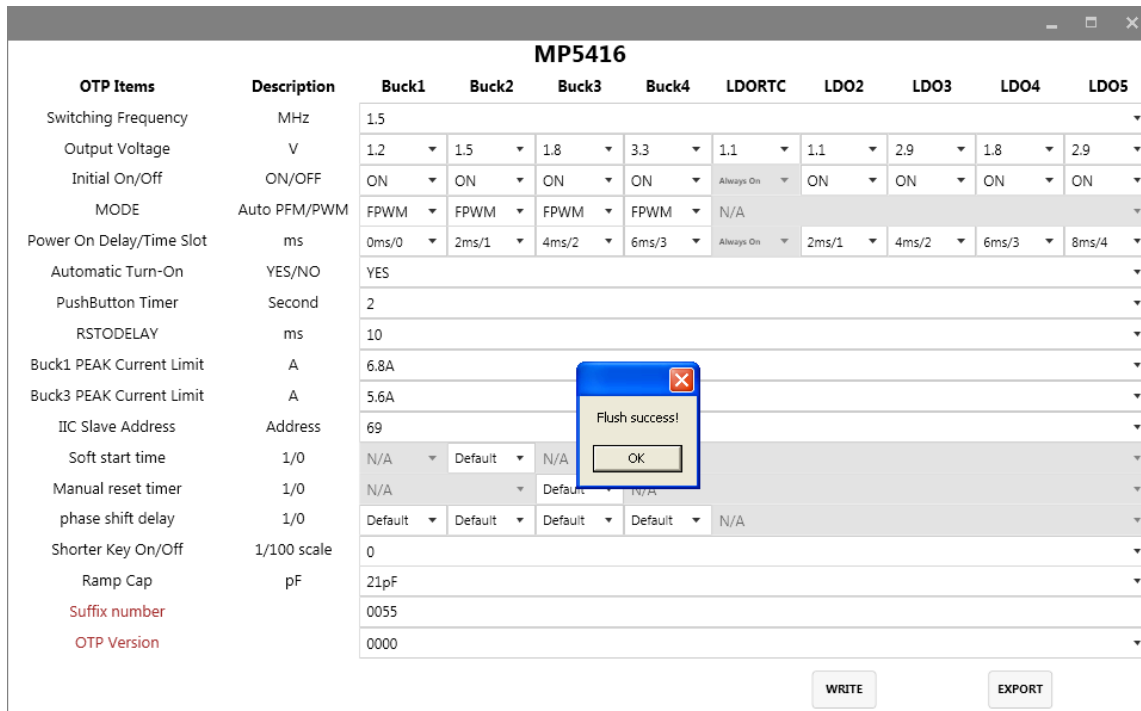 MP5416
OTP Items Description Buck1 Buck2 Buck3 Buck4 LDORTC LDO2 LDO3 LDO4 LDO5
Switching Frequency MHz 1.5
Output Voltage V 1.2 1.5 1.8 3.3 1.1 1.1 2.9 1.8 2.9
Initial On/Off ON/OFF ON ON ON ON Always On ON ON ON ON
MODE Auto PFM/PWM FPWM FPWM FPWM FPWM N/A
Power On Delay/Time Slot ms 0ms/0 2ms/1 4ms/2 6ms/3 Always On 2ms/1 4ms/2 6ms/3 8ms/4
Automatic Turn-On YES/NO YES
PushButton Timer Second 2
RSTODELAY ms 10
Buck1 PEAK Current Limit A 6.8A
Buck3 PEAK Current Limit A 5.6A
Flush success!
IIC Slave Address Address 69
Soft start time 1/0 N/A Default N/A
OK
Manual reset timer 1/0 N/A Default N/A
phase shift delay 1/0 Default Default Default Default N/A
Shorter Key On/Off 1/100 scale 0
Ramp Cap pF 21pF
Suffix number 0055
OTP Version 0000
WRITE EXPORT